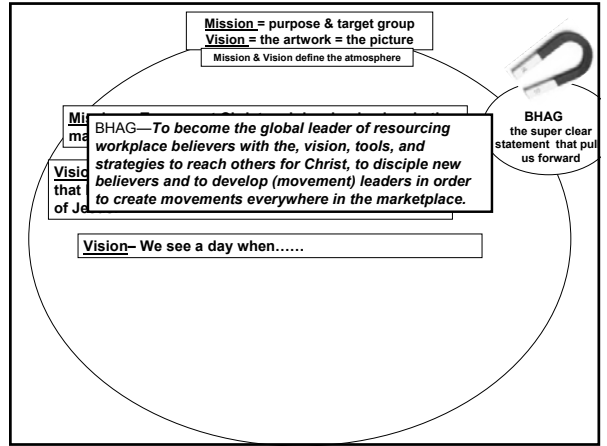 Mission = purpose & target group
Vision = the artwork = the picture
Mission & Vision define the atmosphere
BHAG
the super clear
statement that pul
us forward
BHAG—To become the global leader of resourcing
workplace believers with the, vision, tools, and
strategies to reach others for Christ, to disciple new
believers and to develop (movement) leaders in order
to create movements everywhere in the marketplace.
that
of
Vision– We see a day when……